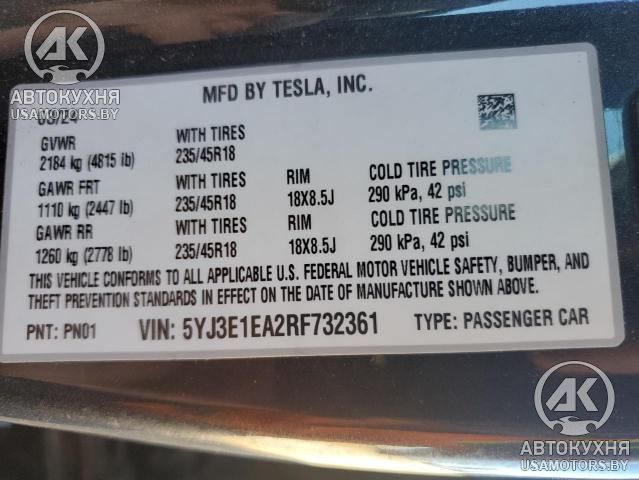 AK
АВТОКУХНЯ
USAMOTORS.BY
MFD BY TESLA, INC.
03/24
GVWR WITH TIRES
2184 kg (4815 lb) 235/45R18
GAWR FRT WITH TIRES RIM COLD TIRE PRESSURE
1110 kg (2447 lb) 235/45R18 18X8.5J 290 kPa, 42 psi
GAWR RR WITH TIRES RIM COLD TIRE PRESSURE
1260 kg (2778 lb) 235/45R18 18X8.5J 290 kPa, 42 psi
THIS VEHICLE CONFORMS TO ALL APPLICABLE U.S. FEDERAL MOTOR VEHICLE SAFETY, BUMPER, AND
THEFT PREVENTION STANDARDS IN EFFECT ON THE DATE OF MANUFACTURE SHOWN ABOVE.
PNT: PN01 VIN: 5YJ3E1EA2RF732361 TYPE: PASSENGER CAR
AK
АВТОКУХНЯ
USAMOTORS.BY